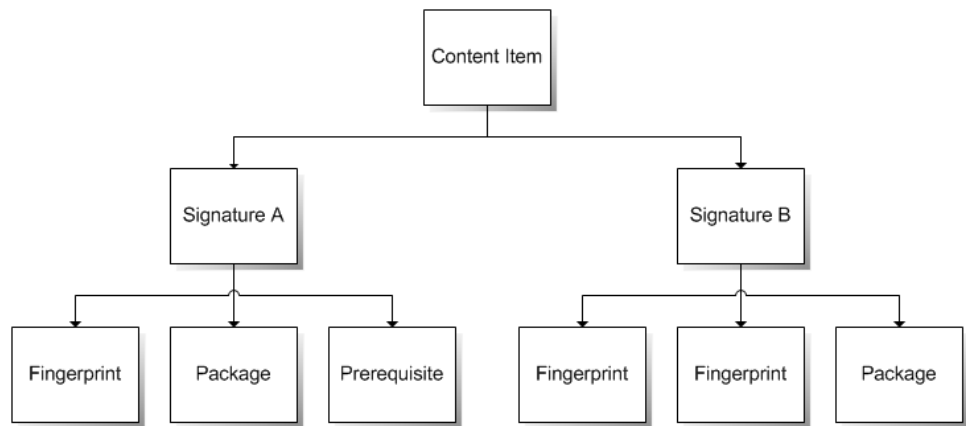 Content Item
Signature A
Signature B
Fingerprint
Package
Prerequisite
Fingerprint
Fingerprint
Package